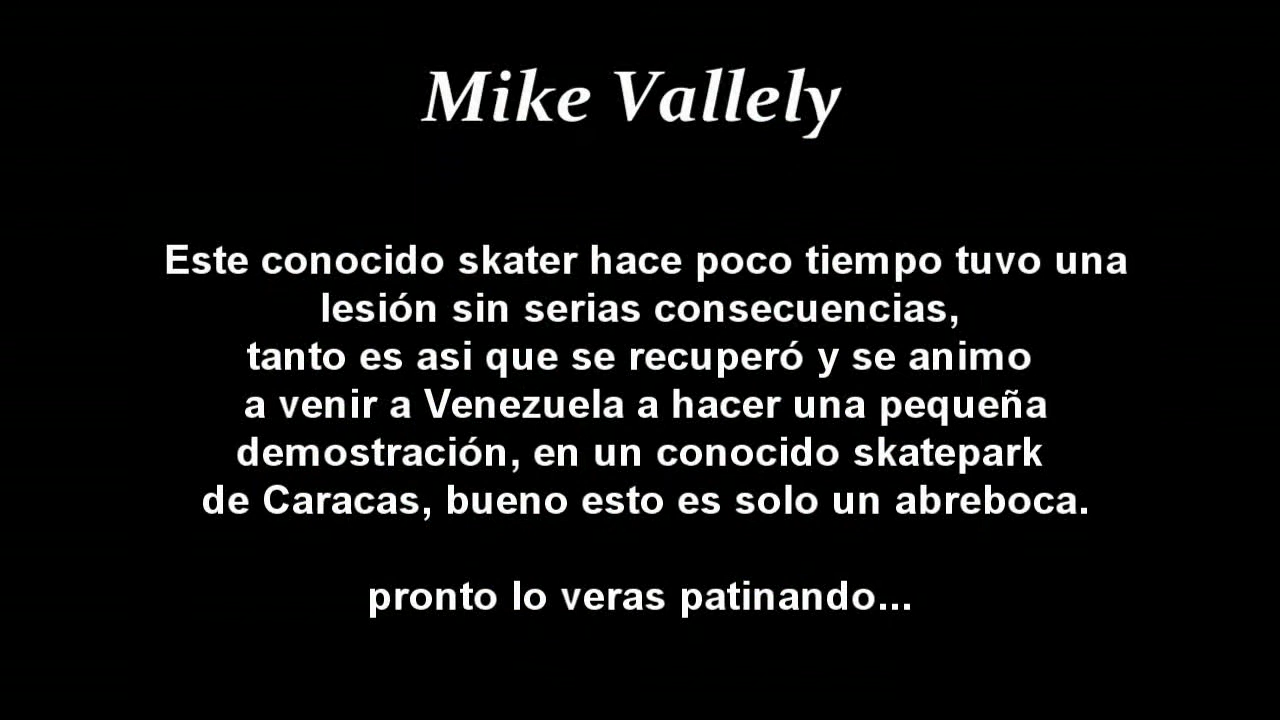 Mike Vallely
Este conocido skater hace poco tiempo tuvo una
lesión sin serias consecuencias,
tanto es asi que se recuperó y se animo
a venir a Venezuela a hacer una pequeña
demostración, en un conocido skatepark
de Caracas, bueno esto es solo un abreboca.
pronto lo veras patinando...